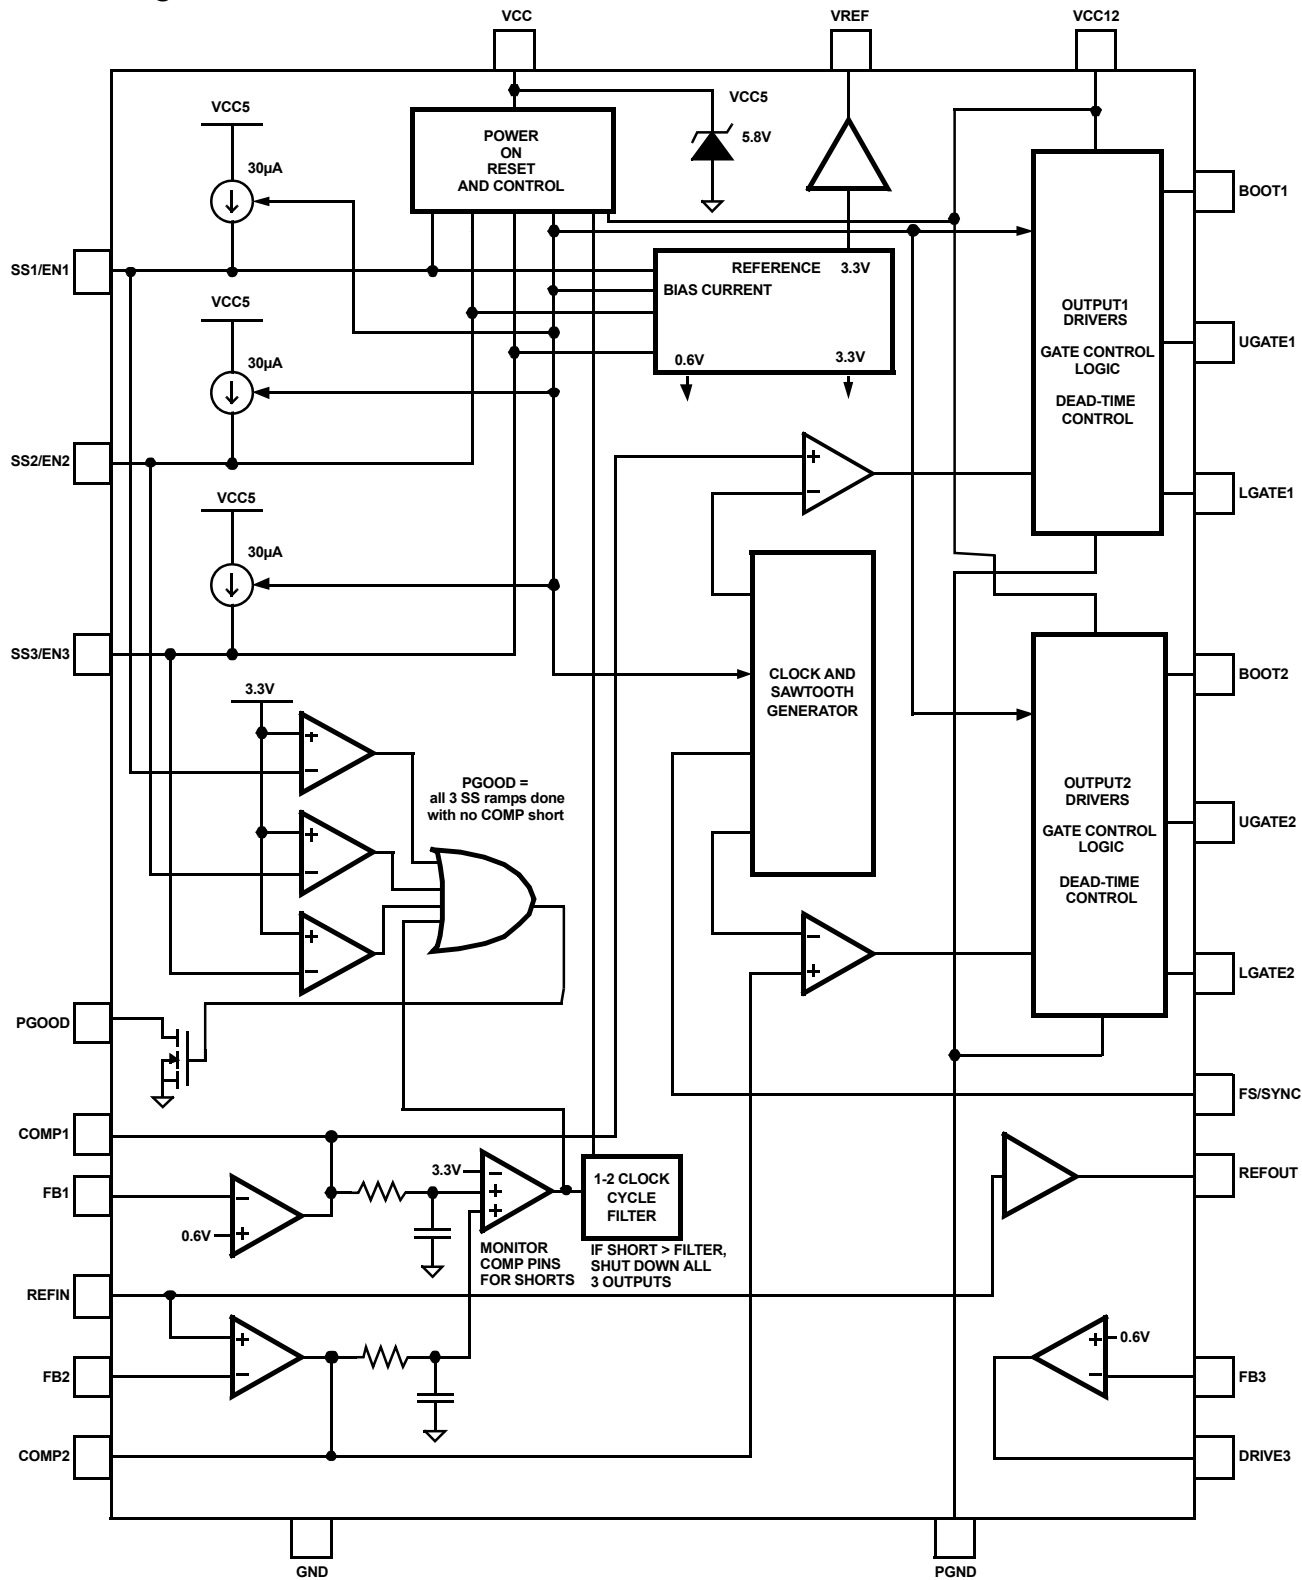 VCC
VREF
VCC12
VCC5
30µA
POWER
ON
RESET
AND CONTROL
VCC5
5.8V
BOOT1
SS1/EN1
REFERENCE 3.3V
BIAS CURRENT
0.6V
3.3V
OUTPUT1
DRIVERS
GATE CONTROL
LOGIC
DEAD-TIME
CONTROL
UGATE1
VCC5
30µA
SS2/EN2
+
−
LGATE1
VCC5
30µA
SS3/EN3
CLOCK AND
SAWTOOTH
GENERATOR
BOOT2
3.3V
+
−
+
−
+
−
PGOOD =
all 3 SS ramps done
with no COMP short
OUTPUT2
DRIVERS
GATE CONTROL
LOGIC
DEAD-TIME
CONTROL
UGATE2
−
+
LGATE2
PGOOD
FS/SYNC
COMP1
FB1
−
+
0.6V
3.3V
−
+
+
MONITOR
COMP PINS
FOR SHORTS
1-2 CLOCK
CYCLE
FILTER
IF SHORT > FILTER,
SHUT DOWN ALL
3 OUTPUTS
REFOUT
REFIN
+
−
FB2
+
−
0.6V
FB3
COMP2
DRIVE3
GND
PGND